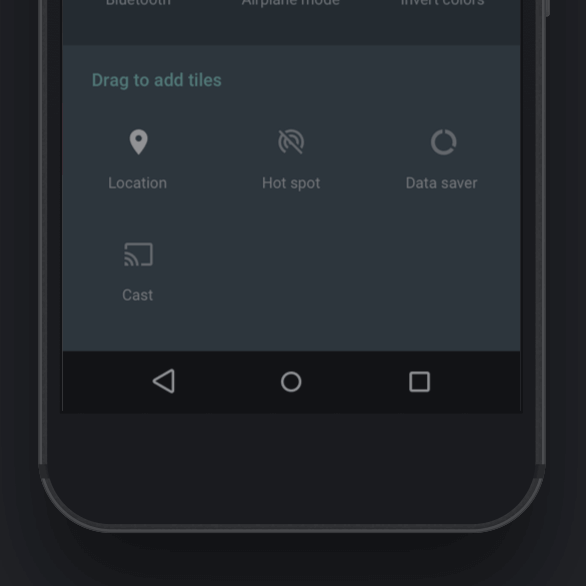 Bluetooth Airplane mode Invert colors
Drag to add tiles
Location Hot spot Data saver
Cast